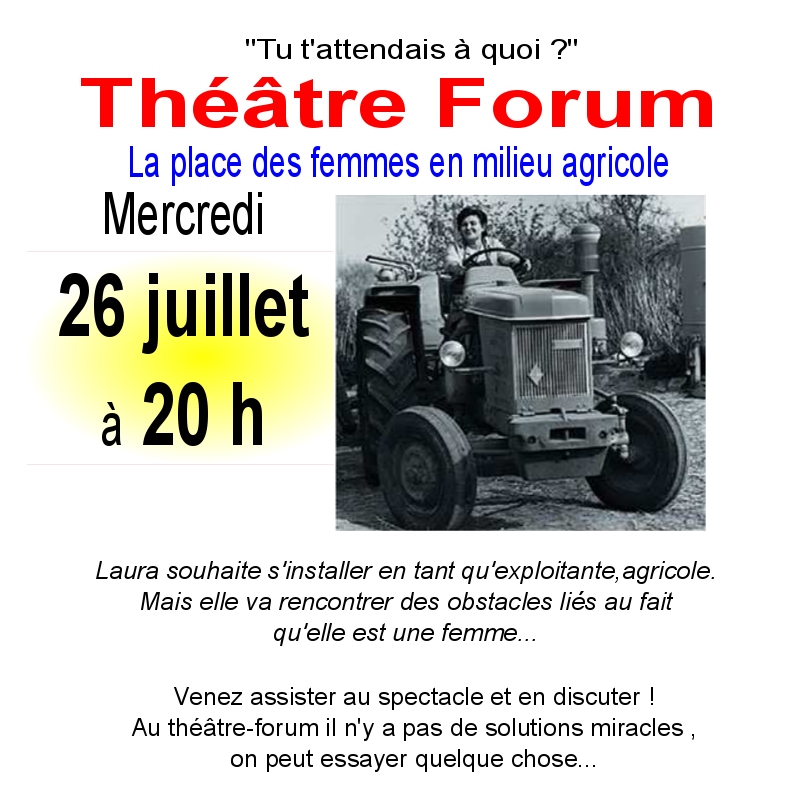 "Tu t'attendais à quoi ?"
Théâtre Forum
La place des femmes en milieu agricole
Mercredi
26 juillet
à 20 h
Laura souhaite s'installer en tant qu'exploitante,agricole.
Mais elle va rencontrer des obstacles liés au fait
qu'elle est une femme...
Venez assister au spectacle et en discuter !
Au théâtre-forum il n'y a pas de solutions miracles ,
on peut essayer quelque chose...